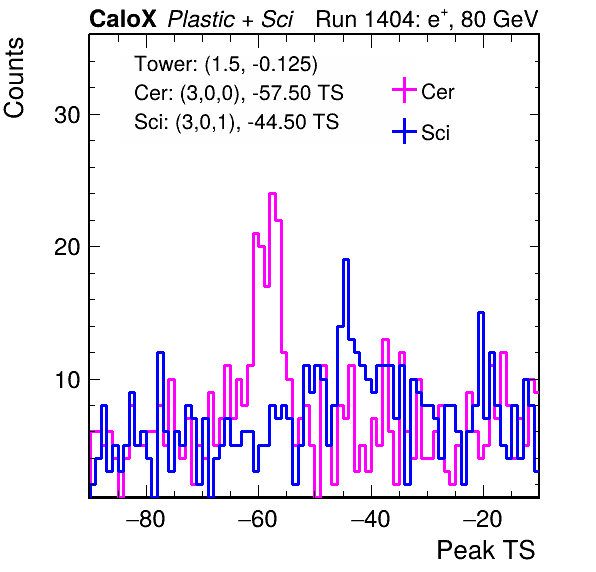 CaloX Plastic + Sci Run 1404: e⁺, 80 GeV
Tower: (1.5, -0.125)
Cer: (3,0,0), -57.50 TS
Sci: (3,0,1), -44.50 TS
Cer
Sci
Counts
30
20
10
−80 −60 −40 −20
Peak TS